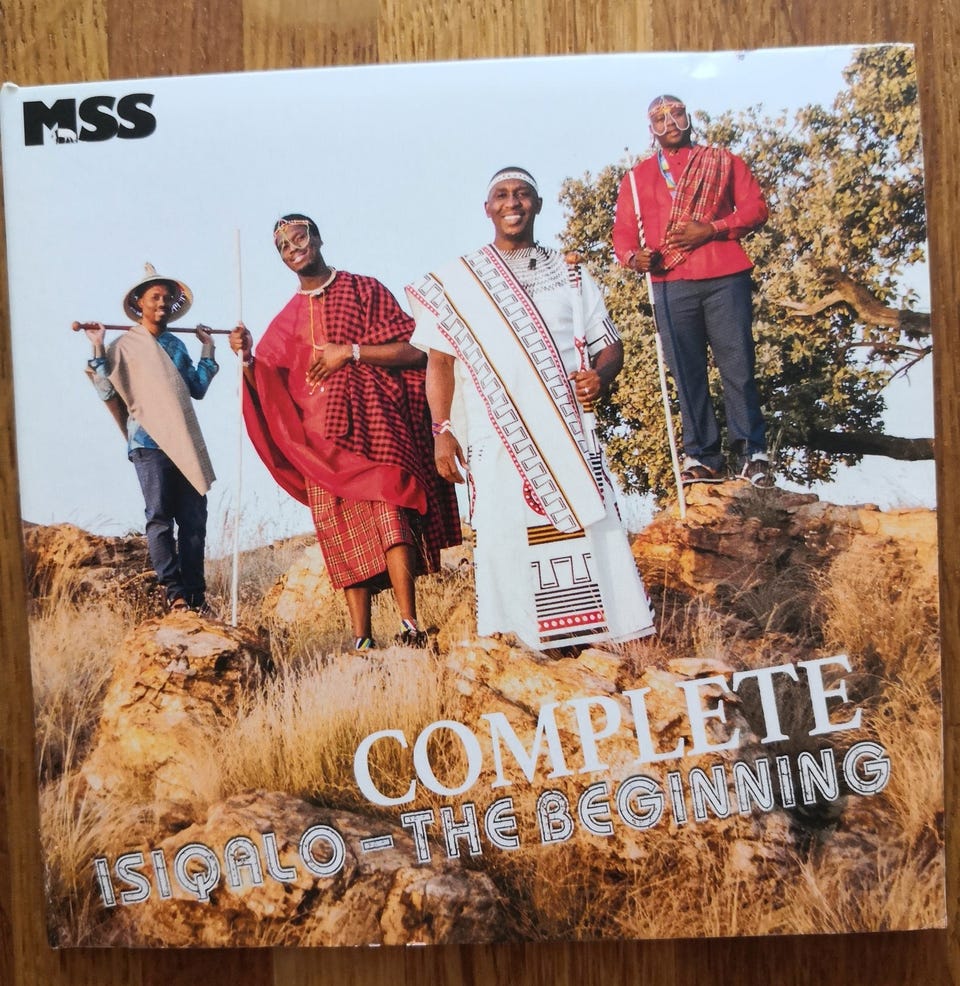 MSS
COMPLETE
ISIQALO – THE BEGINNING